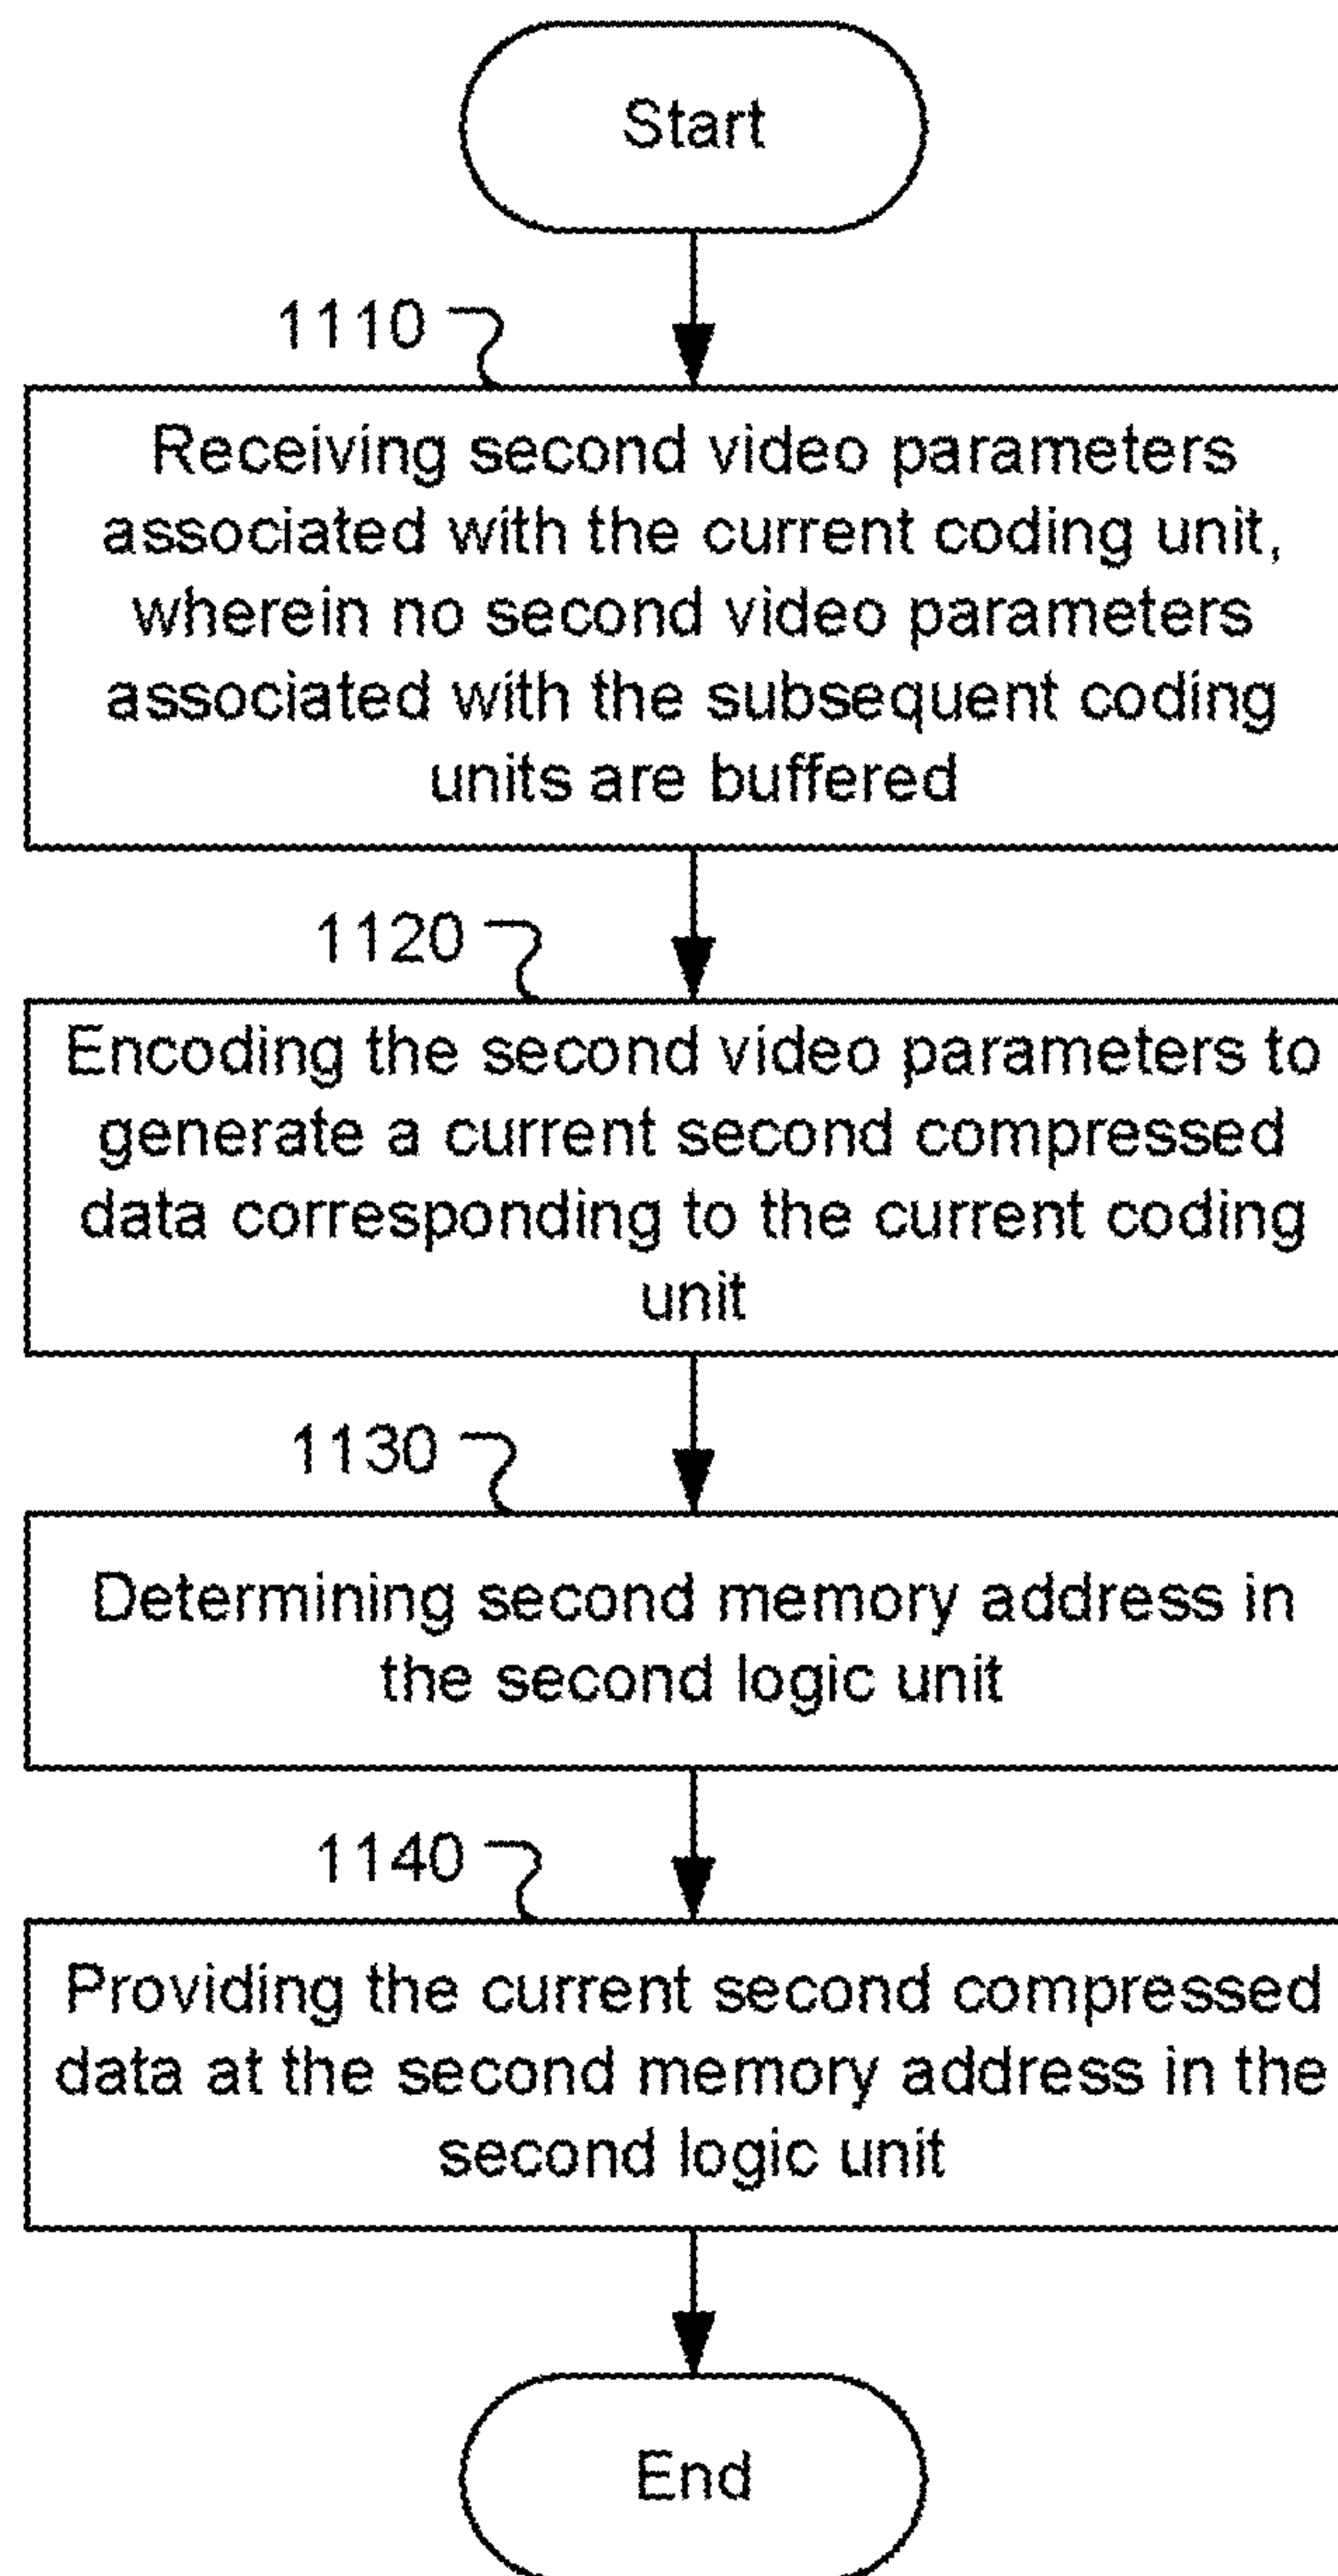 Start
1110
Receiving second video parameters
associated with the current coding unit,
wherein no second video parameters
associated with the subsequent coding
units are buffered
1120
Encoding the second video parameters to
generate a current second compressed
data corresponding to the current coding
unit
1130
Determining second memory address in
the second logic unit
1140
Providing the current second compressed
data at the second memory address in the
second logic unit
End